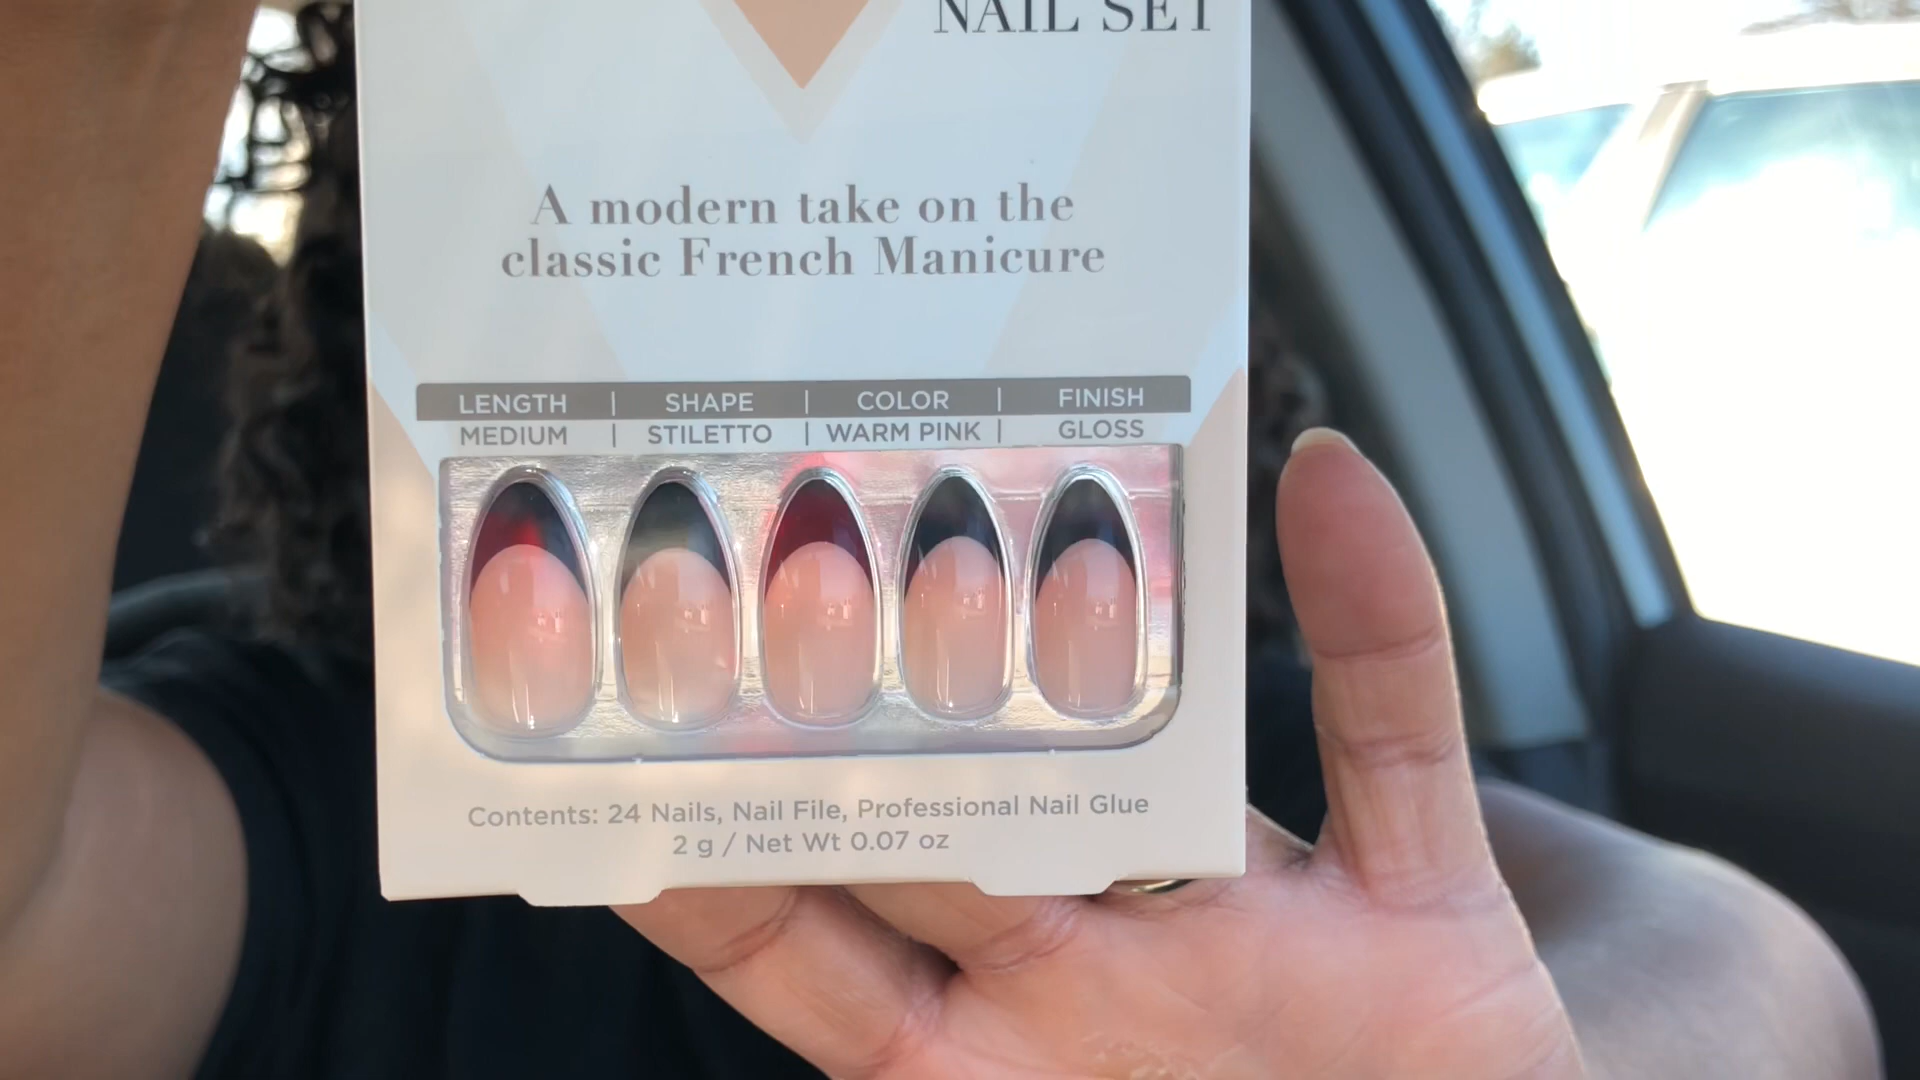 NAIL SET
A modern take on the
classic French Manicure
LENGTH | SHAPE | COLOR | FINISH
MEDIUM | STILETTO | WARM PINK | GLOSS
Contents: 24 Nails, Nail File, Professional Nail Glue
2 g / Net Wt 0.07 oz